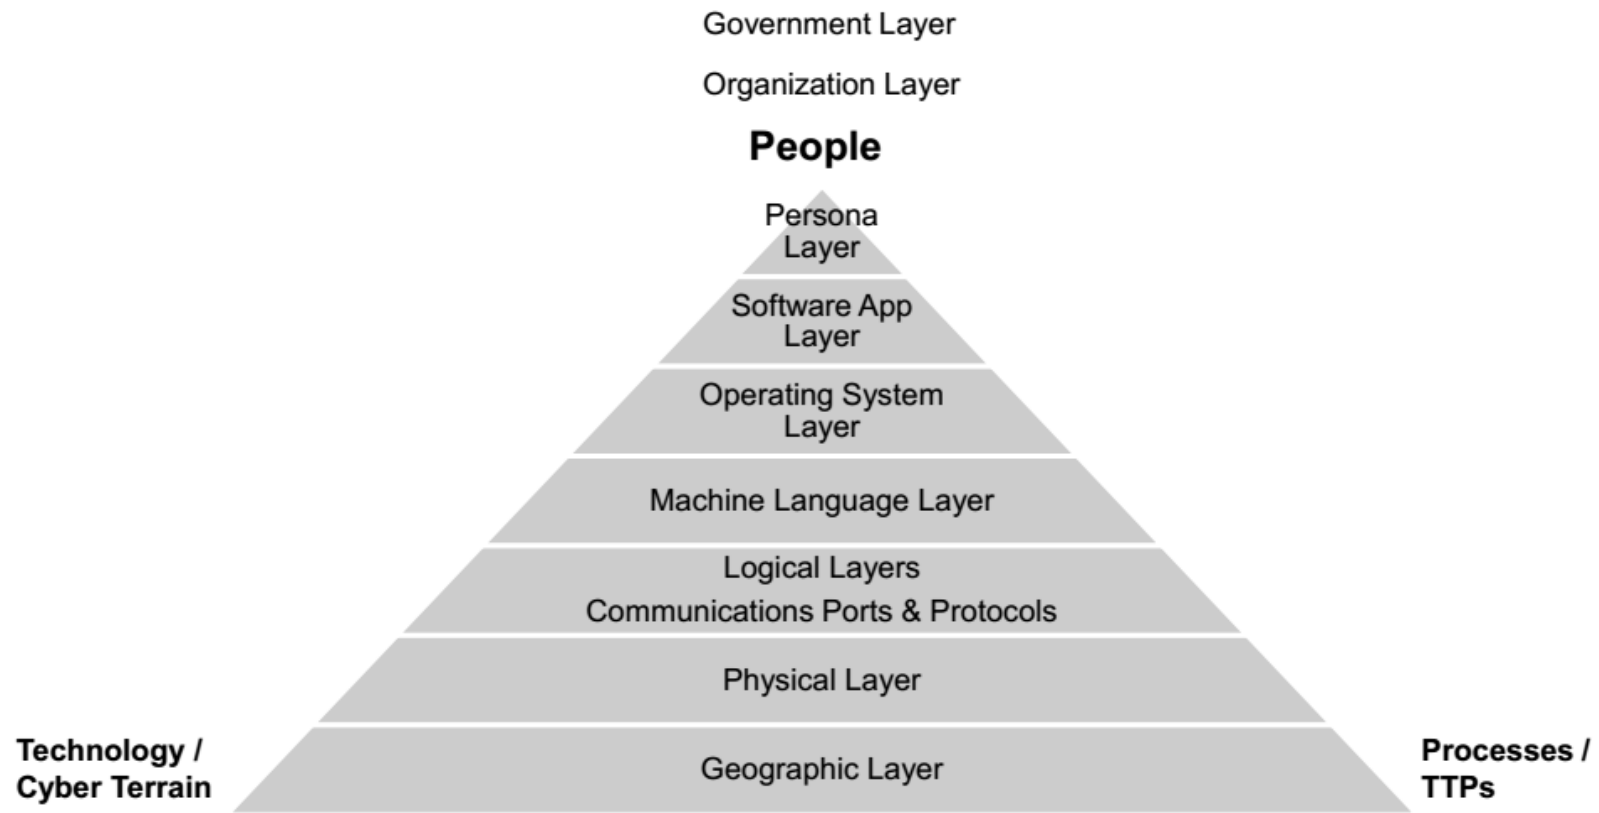 Government Layer
Organization Layer
People
Persona
Layer
Software App
Layer
Operating System
Layer
Machine Language Layer
Logical Layers
Communications Ports & Protocols
Physical Layer
Geographic Layer
Technology /
Cyber Terrain
Processes /
TTPs